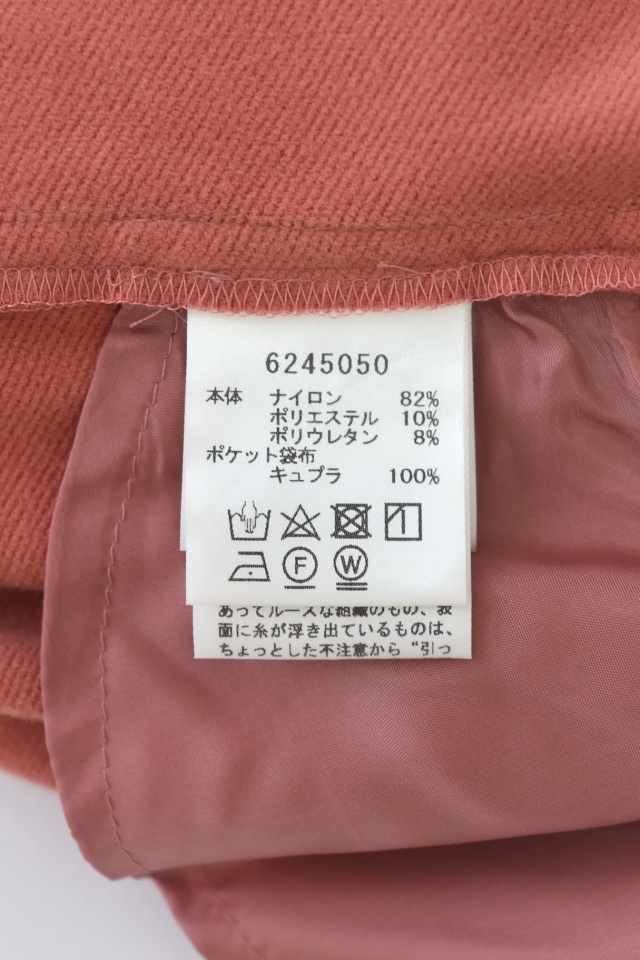 6245050
本体 ナイロン 82%
ポリエステル 10%
ポリウレタン 8%
ポケット袋布
キュプラ 100%
F W
あってルーズな組織のもの、表
面に糸が浮き出ているものは、
ちょっとした不注意から“引っ